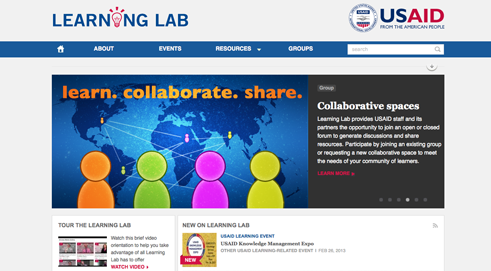 LEARNING LAB
USAID
FROM THE AMERICAN PEOPLE
ABOUT
EVENTS
RESOURCES
GROUPS
search
learn. collaborate. share.
Group
Collaborative spaces
Learning Lab provides USAID staff and its
partners the opportunity to join an open or closed
forum to generate discussions and share
resources. Participate by joining an existing group
or requesting a new collaborative space to meet
the needs of your community of learners.
LEARN MORE
TOUR THE LEARNING LAB
Watch this brief video
orientation to help you take
advantage of all Learning
Lab has to offer
WATCH VIDEO
NEW ON LEARNING LAB
NEW
USAID LEARNING EVENT
USAID Knowledge Management Expo
OTHER USAID LEARNING-RELATED EVENT | FEB 26, 2013